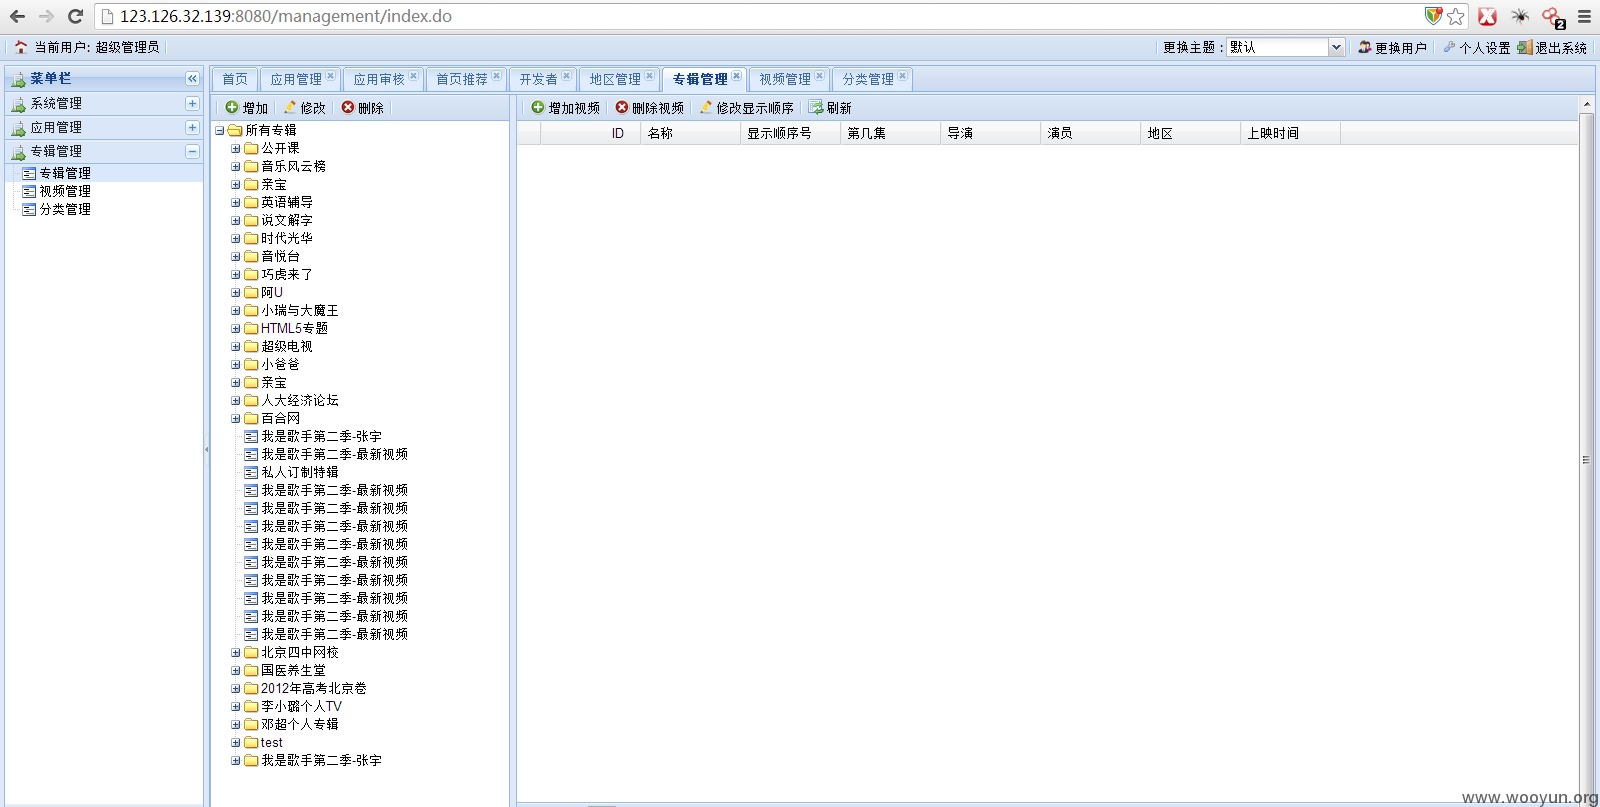 123.126.32.139:8080/management/index.do
2
当前用户: 超级管理员
更换主题：默认 更换用户 个人设置 退出系统
菜单栏
系统管理
应用管理
专辑管理
专辑管理
视频管理
分类管理
首页 应用管理 应用审核 首页推荐 开发者 地区管理 专辑管理 视频管理 分类管理
增加 修改 删除
所有专辑
公开课
音乐风云榜
亲宝
英语辅导
说文解字
时代光华
音悦台
巧虎来了
阿U
小瑞与大魔王
HTML5专题
超级电视
小爸爸
亲宝
人大经济论坛
百合网
我是歌手第二季-张宇
我是歌手第二季-最新视频
私人订制特辑
我是歌手第二季-最新视频
我是歌手第二季-最新视频
我是歌手第二季-最新视频
我是歌手第二季-最新视频
我是歌手第二季-最新视频
我是歌手第二季-最新视频
我是歌手第二季-最新视频
我是歌手第二季-最新视频
我是歌手第二季-最新视频
北京四中网校
国医养生堂
2012年高考北京卷
李小璐个人TV
邓超个人专辑
test
我是歌手第二季-张宇
增加视频 删除视频 修改显示顺序 刷新
ID 名称 显示顺序号 第几集 导演 演员 地区 上映时间
www.wooyun.org